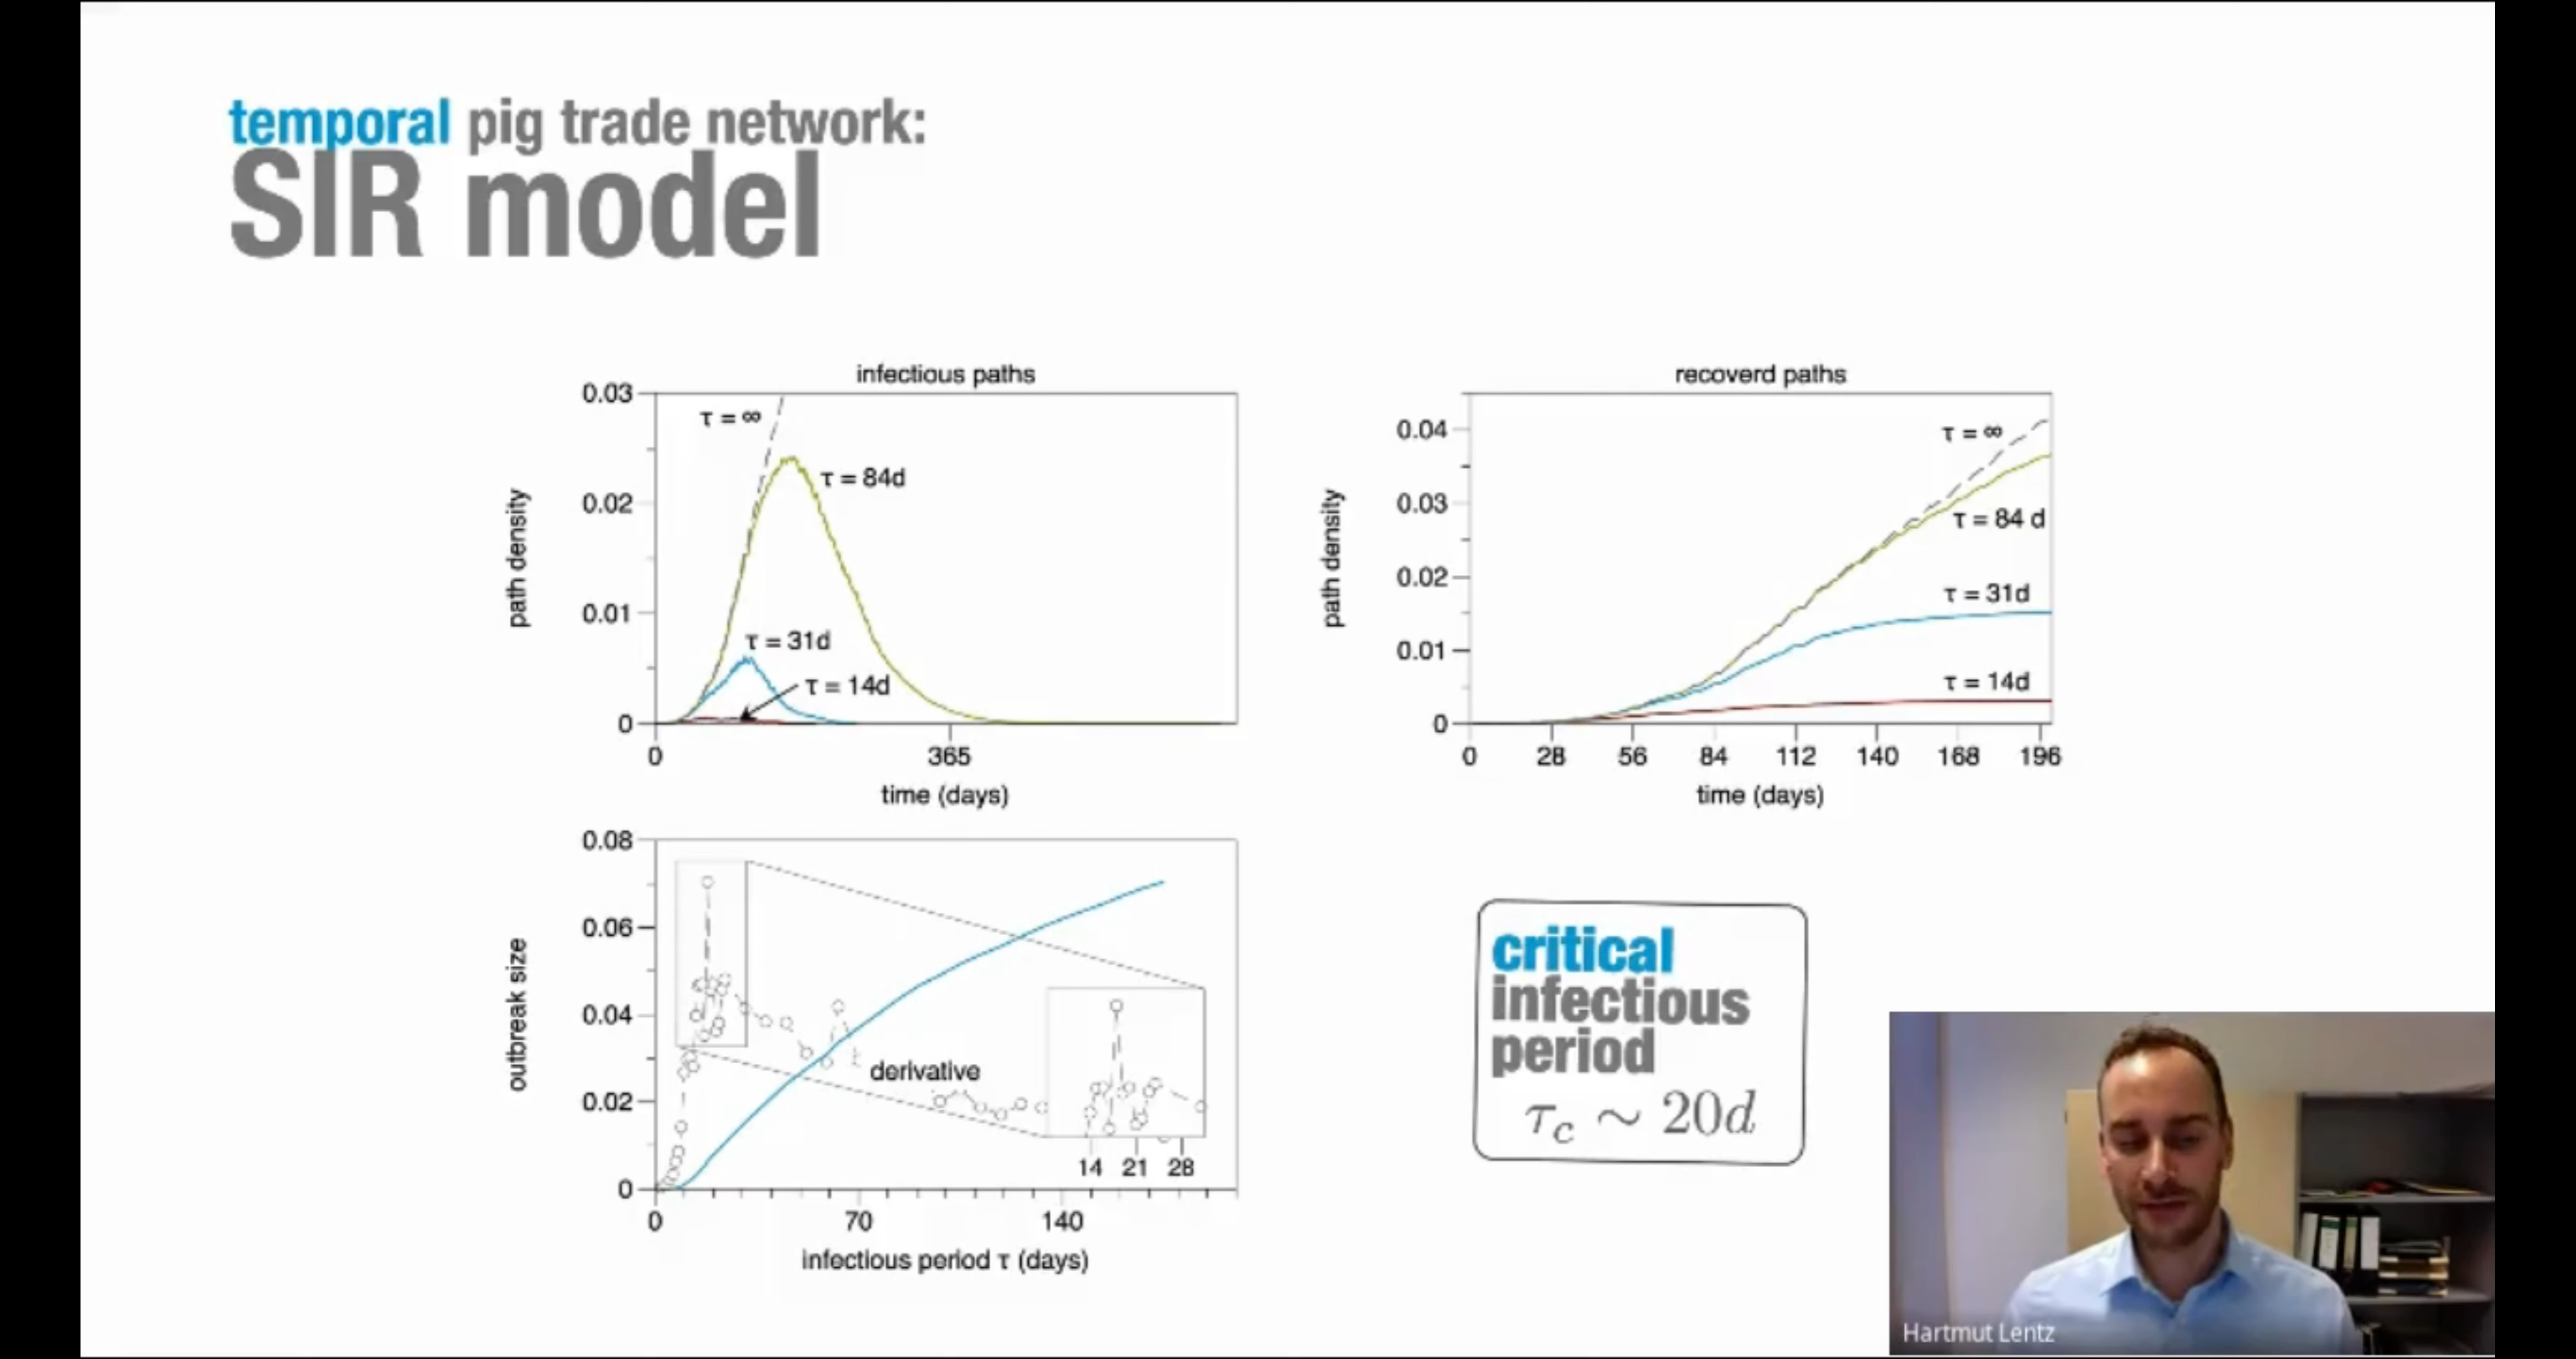 temporal pig trade network:
SIR model
infectious paths
0.03
0.02
0.01
0
path density
τ = ∞
τ = 84d
τ = 31d
τ = 14d
0 365
time (days)
recoverd paths
0.04
0.03
0.02
0.01
0
path density
τ = ∞
τ = 84 d
τ = 31d
τ = 14d
0 28 56 84 112 140 168 196
time (days)
0.08
0.06
0.04
0.02
0
outbreak size
derivative
14 21 28
0 70 140
infectious period τ (days)
critical
infectious
period
τc ~ 20d
Hartmut Lentz